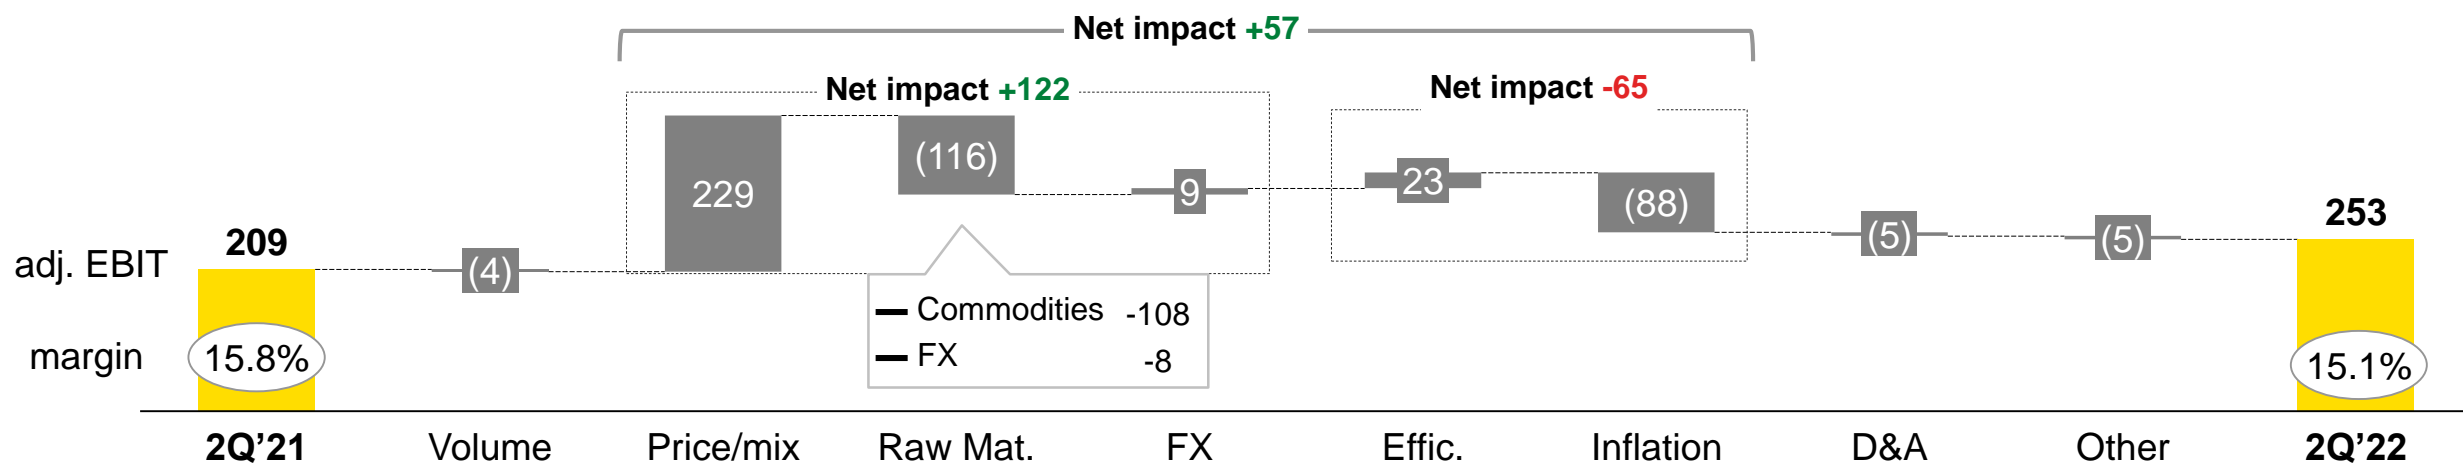 Net impact +57
Net impact +122
Net impact -65
229
(116)
9
23
(88)
209
253
adj. EBIT
(4)
(5)
(5)
Commodities -108
FX -8
margin
15.8%
15.1%
2Q’21 Volume Price/mix Raw Mat. FX Effic. Inflation D&A Other 2Q’22